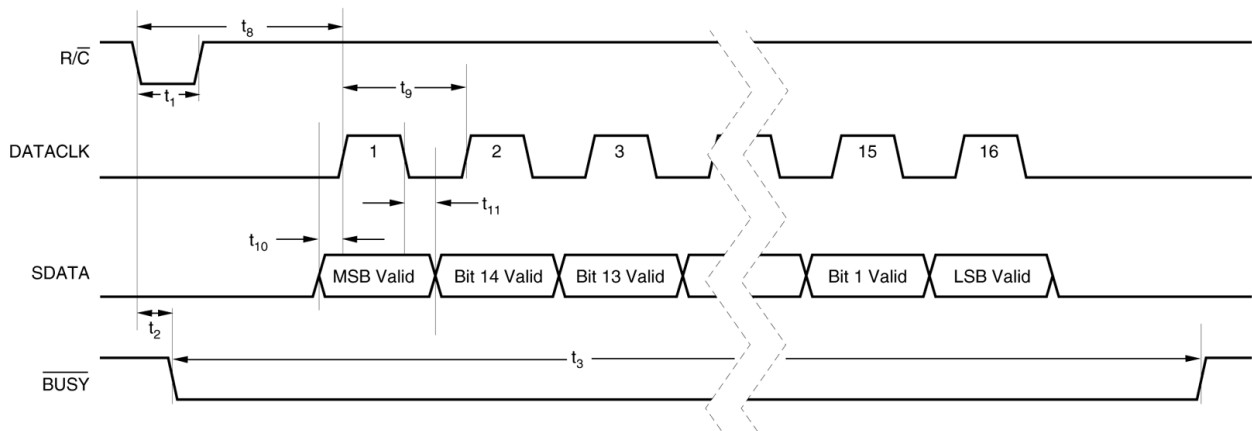 t₈
R/C̅
t₁
t₉
DATACLK
1
2
3
15
16
t₁₁
t₁₀
SDATA
MSB Valid
Bit 14 Valid
Bit 13 Valid
Bit 1 Valid
LSB Valid
t₂
t₃
B̅U̅S̅Y̅